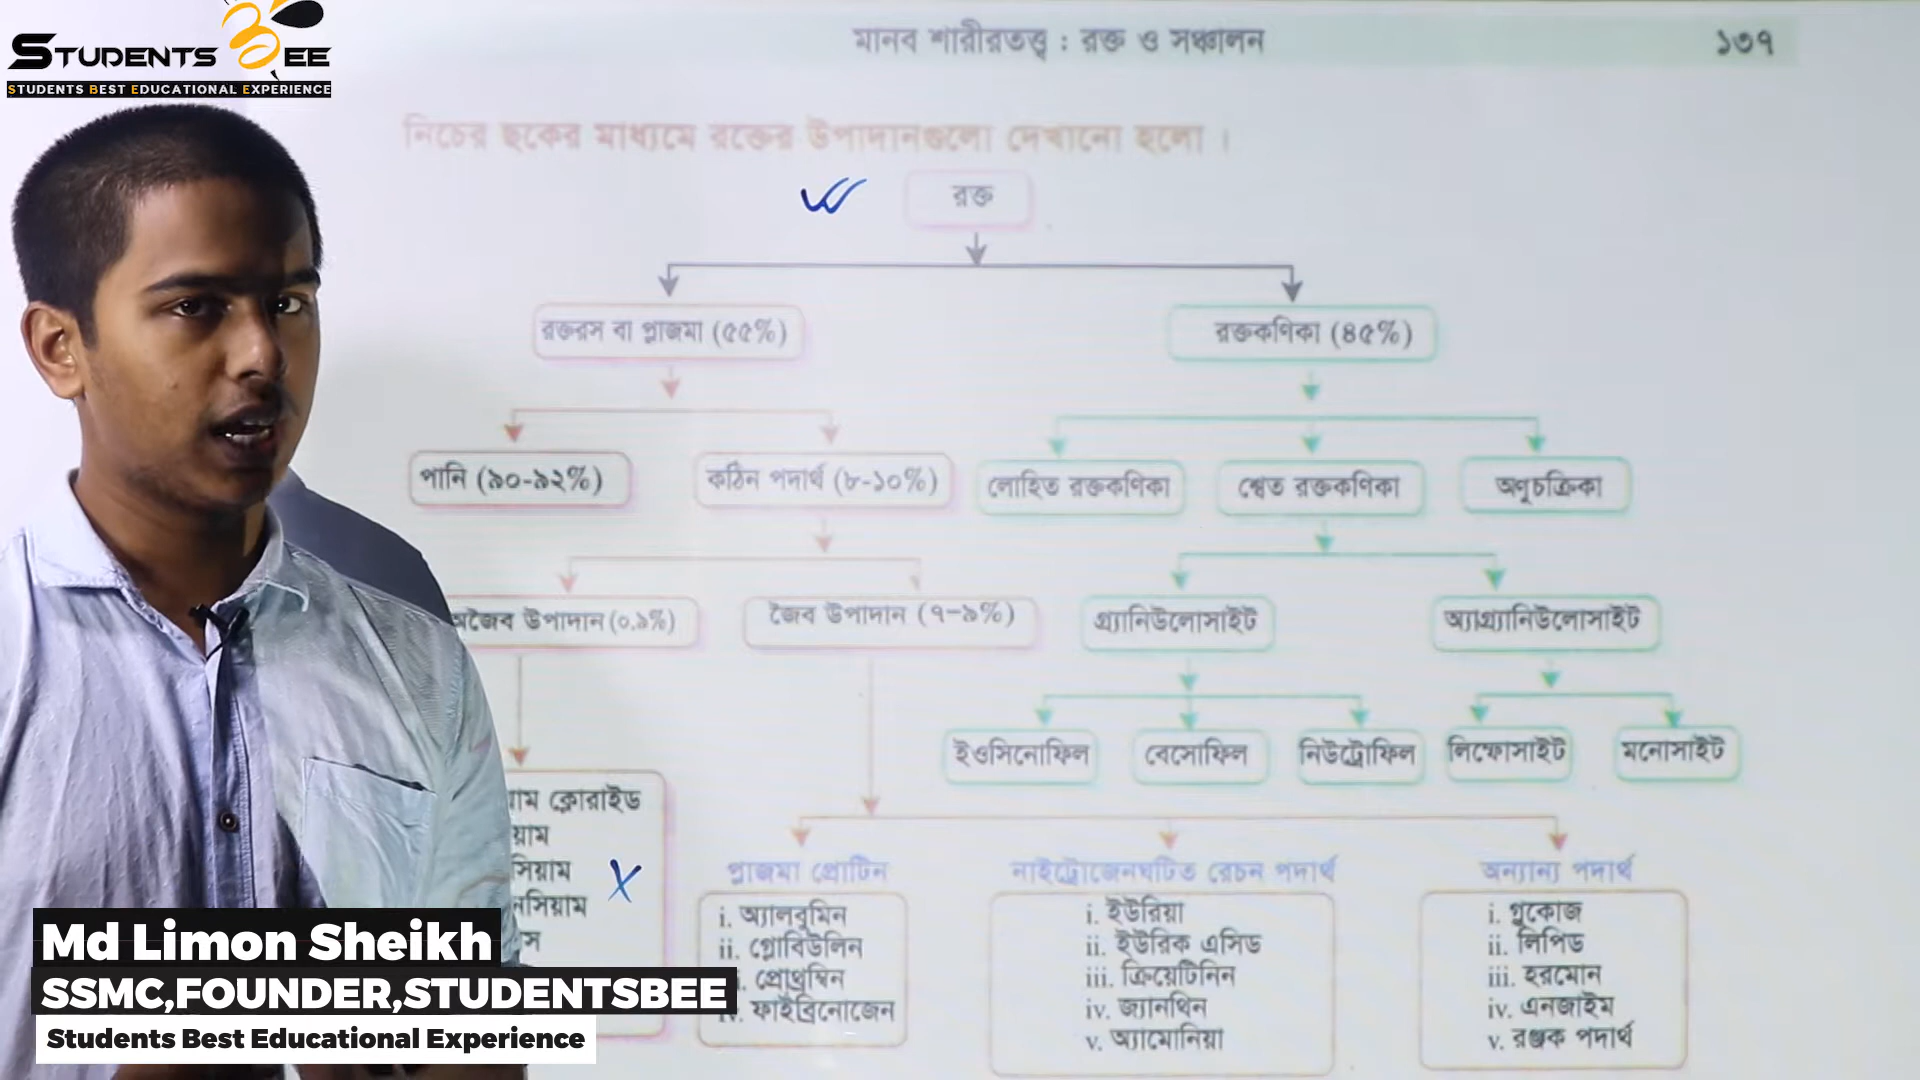 STUDENTS BEE
STUDENTS BEST EDUCATIONAL EXPERIENCE
মানব শারীরতত্ত্ব : রক্ত ও সঞ্চালন
১৩৭
নিচের ছকের মাধ্যমে রক্তের উপাদানগুলো দেখানো হলো ।
রক্ত
রক্তরস বা প্লাজমা (৫৫%)
রক্তকণিকা (৪৫%)
পানি (৯০-৯২%)
কঠিন পদার্থ (৮-১০%)
লোহিত রক্তকণিকা
শ্বেত রক্তকণিকা
অণুচক্রিকা
অজৈব উপাদান (০.৯%)
জৈব উপাদান (৭–৯%)
গ্র্যানিউলোসাইট
অ্যাগ্র্যানিউলোসাইট
ইওসিনোফিল
বেসোফিল
নিউট্রোফিল
লিম্ফোসাইট
মনোসাইট
ক্লোরাইড
প্লাজমা প্রোটিন
i. অ্যালবুমিন
ii. গ্লোবিউলিন
প্রোথ্রম্বিন
ফাইব্রিনোজেন
নাইট্রোজেনঘটিত রেচন পদার্থ
i. ইউরিয়া
ii. ইউরিক এসিড
iii. ক্রিয়েটিনিন
iv. জ্যানথিন
v. অ্যামোনিয়া
অন্যান্য পদার্থ
i. গ্লুকোজ
ii. লিপিড
iii. হরমোন
iv. এনজাইম
v. রঞ্জক পদার্থ
Md Limon Sheikh
SSMC,FOUNDER,STUDENTSBEE
Students Best Educational Experience